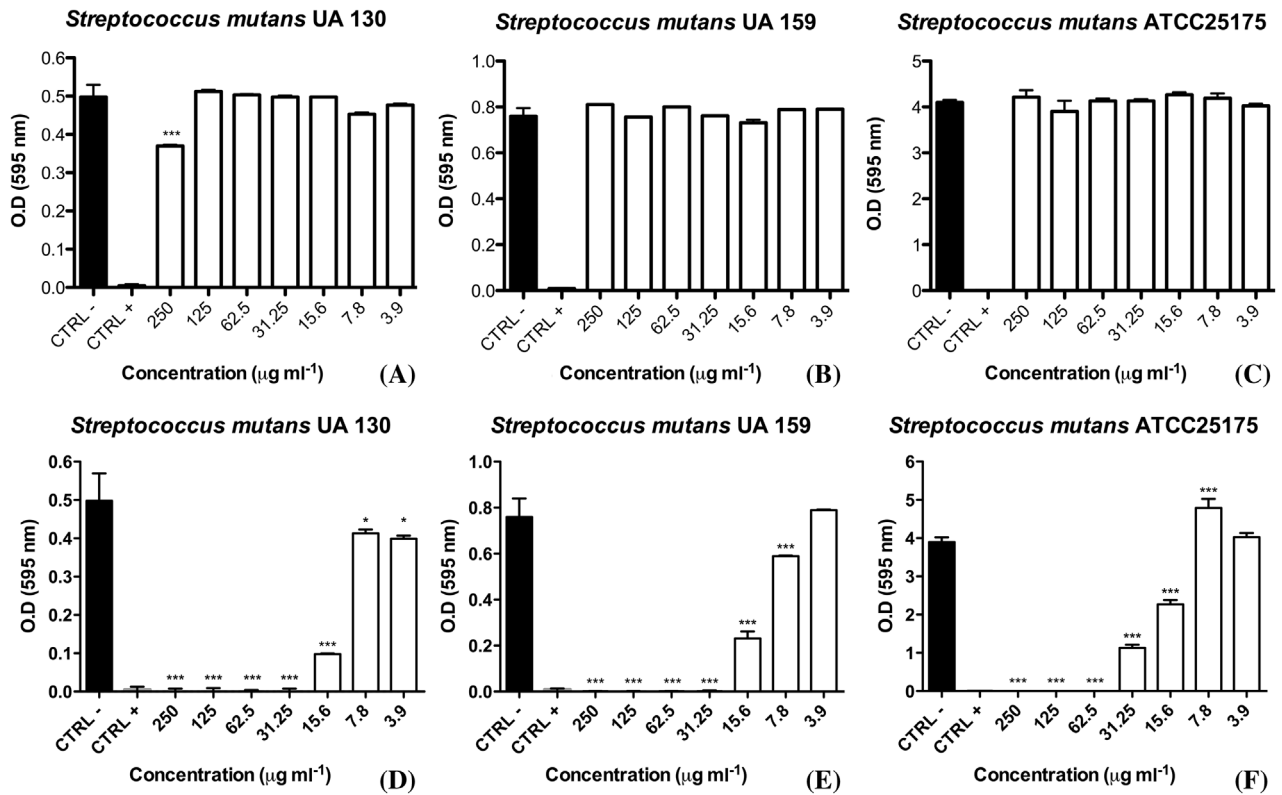 Streptococcus mutans UA 130
O.D (595 nm)
0.6
0.5
0.4
0.3
0.2
0.1
0.0
***
CTRL - CTRL + 250 125 62.5 31.25 15.6 7.8 3.9
Concentration (μg ml-1) (A)
Streptococcus mutans UA 159
O.D (595 nm)
1.0
0.8
0.6
0.4
0.2
0.0
CTRL - CTRL + 250 125 62.5 31.25 15.6 7.8 3.9
Concentration (μg ml-1) (B)
Streptococcus mutans ATCC25175
O.D (595 nm)
5
4
3
2
1
0
CTRL - CTRL + 250 125 62.5 31.25 15.6 7.8 3.9
Concentration (μg ml-1) (C)
Streptococcus mutans UA 130
O.D (595 nm)
0.6
0.5
0.4
0.3
0.2
0.1
0.0
*** *** *** *** *** * *
CTRL - CTRL + 250 125 62.5 31.25 15.6 7.8 3.9
Concentration (μg ml-1) (D)
Streptococcus mutans UA 159
O.D (595 nm)
1.0
0.8
0.6
0.4
0.2
0.0
*** *** *** *** *** ***
CTRL - CTRL + 250 125 62.5 31.25 15.6 7.8 3.9
Concentration (μg ml-1) (E)
Streptococcus mutans ATCC25175
O.D (595 nm)
6
5
4
3
2
1
0
*** *** *** *** *** ***
CTRL - CTRL + 250 125 62.5 31.25 15.6 7.8 3.9
Concentration (μg ml-1) (F)